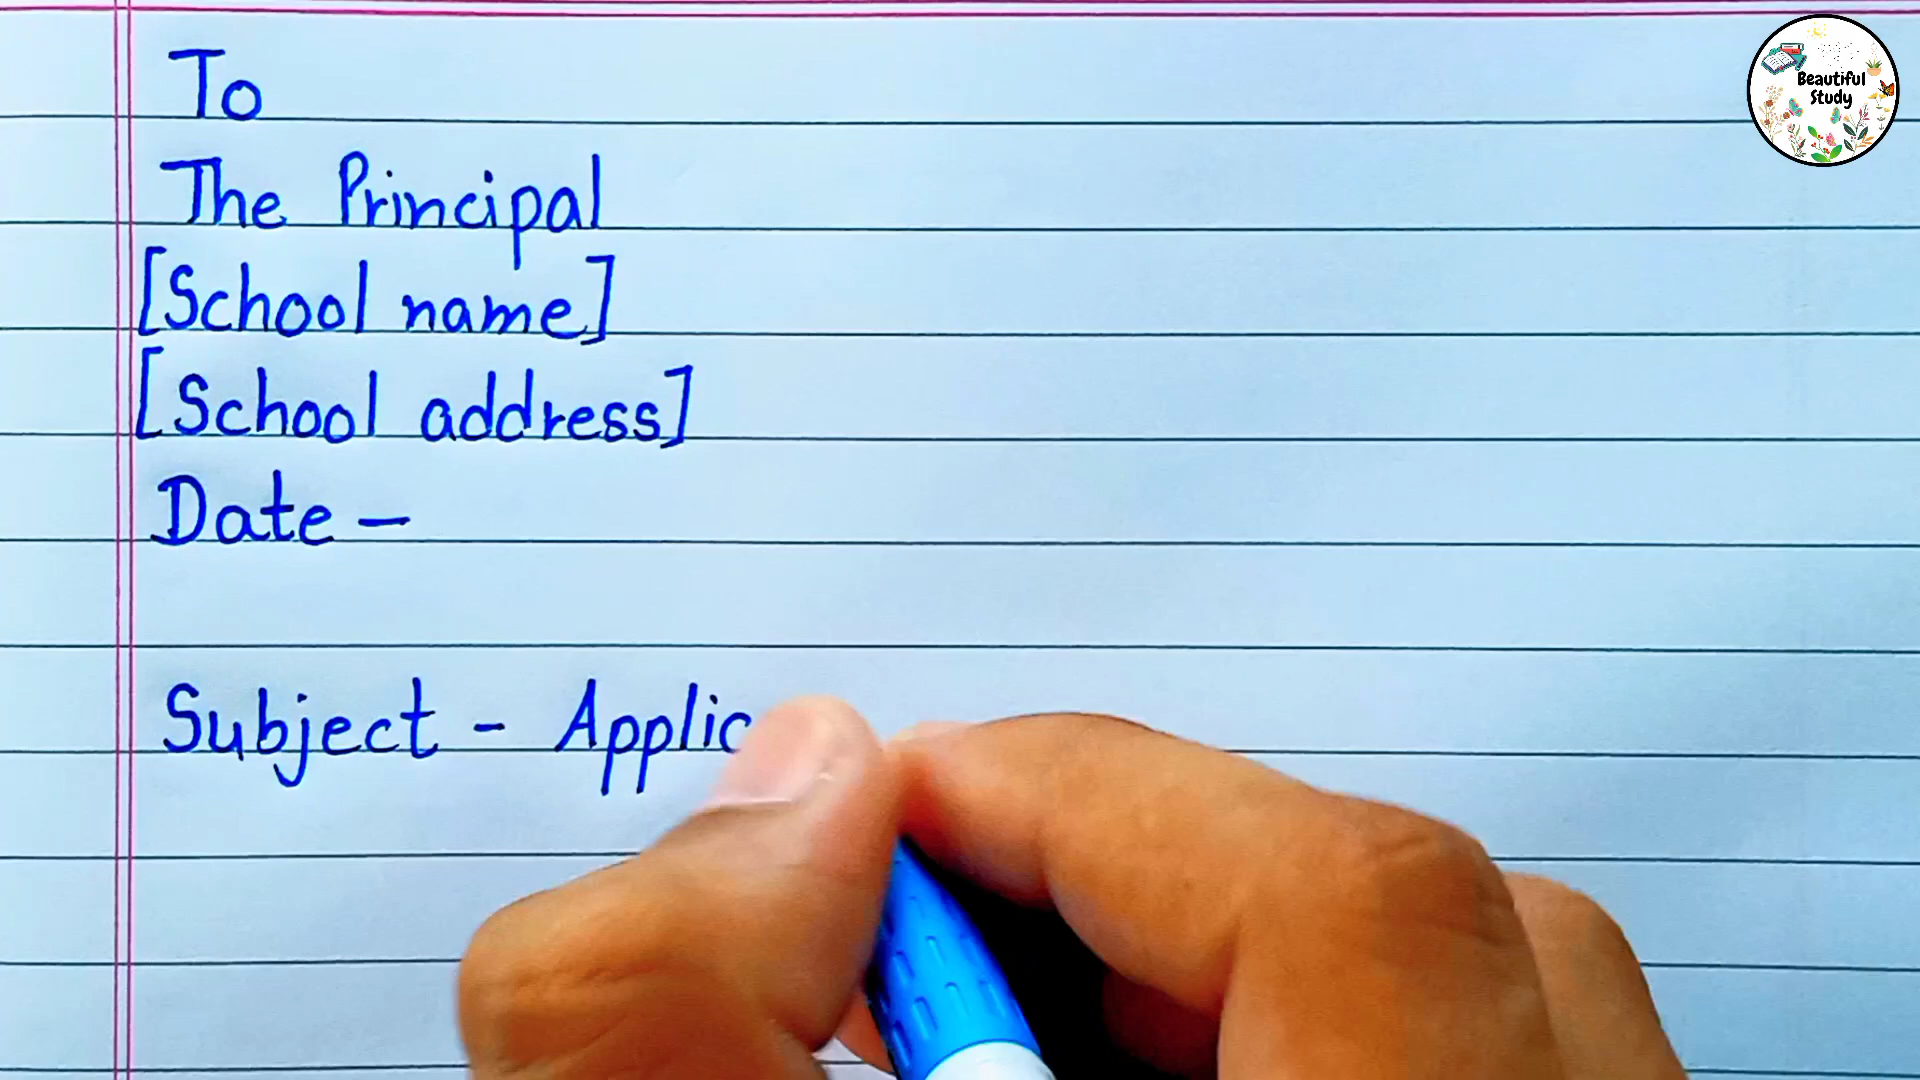 To
The Principal
[School name]
[School address]
Date -
Subject - Applic
Beautiful
Study